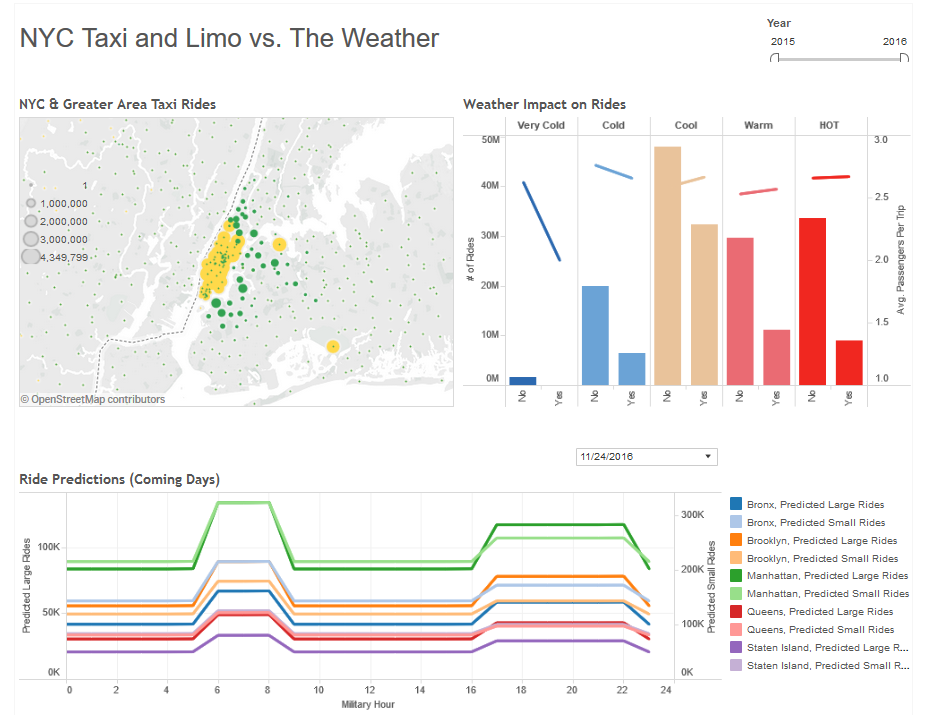 NYC Taxi and Limo vs. The Weather
Year
2015 2016
NYC & Greater Area Taxi Rides
1
1,000,000
2,000,000
3,000,000
4,349,799
© OpenStreetMap contributors
Weather Impact on Rides
Very Cold Cold Cool Warm HOT
50M 3.0
40M 2.5
30M
20M 2.0
10M 1.5
0M 1.0
# of Rides
Avg. Passengers Per Trip
No Yes No Yes No Yes No Yes No Yes
11/24/2016
Ride Predictions (Coming Days)
Predicted Large Rides
100K
50K
0K
300K
200K
100K
0K
Predicted Small Rides
0 2 4 6 8 10 12 14 16 18 20 22 24
Military Hour
Bronx, Predicted Large Rides
Bronx, Predicted Small Rides
Brooklyn, Predicted Large Rides
Brooklyn, Predicted Small Rides
Manhattan, Predicted Large Rides
Manhattan, Predicted Small Rides
Queens, Predicted Large Rides
Queens, Predicted Small Rides
Staten Island, Predicted Large R...
Staten Island, Predicted Small R...